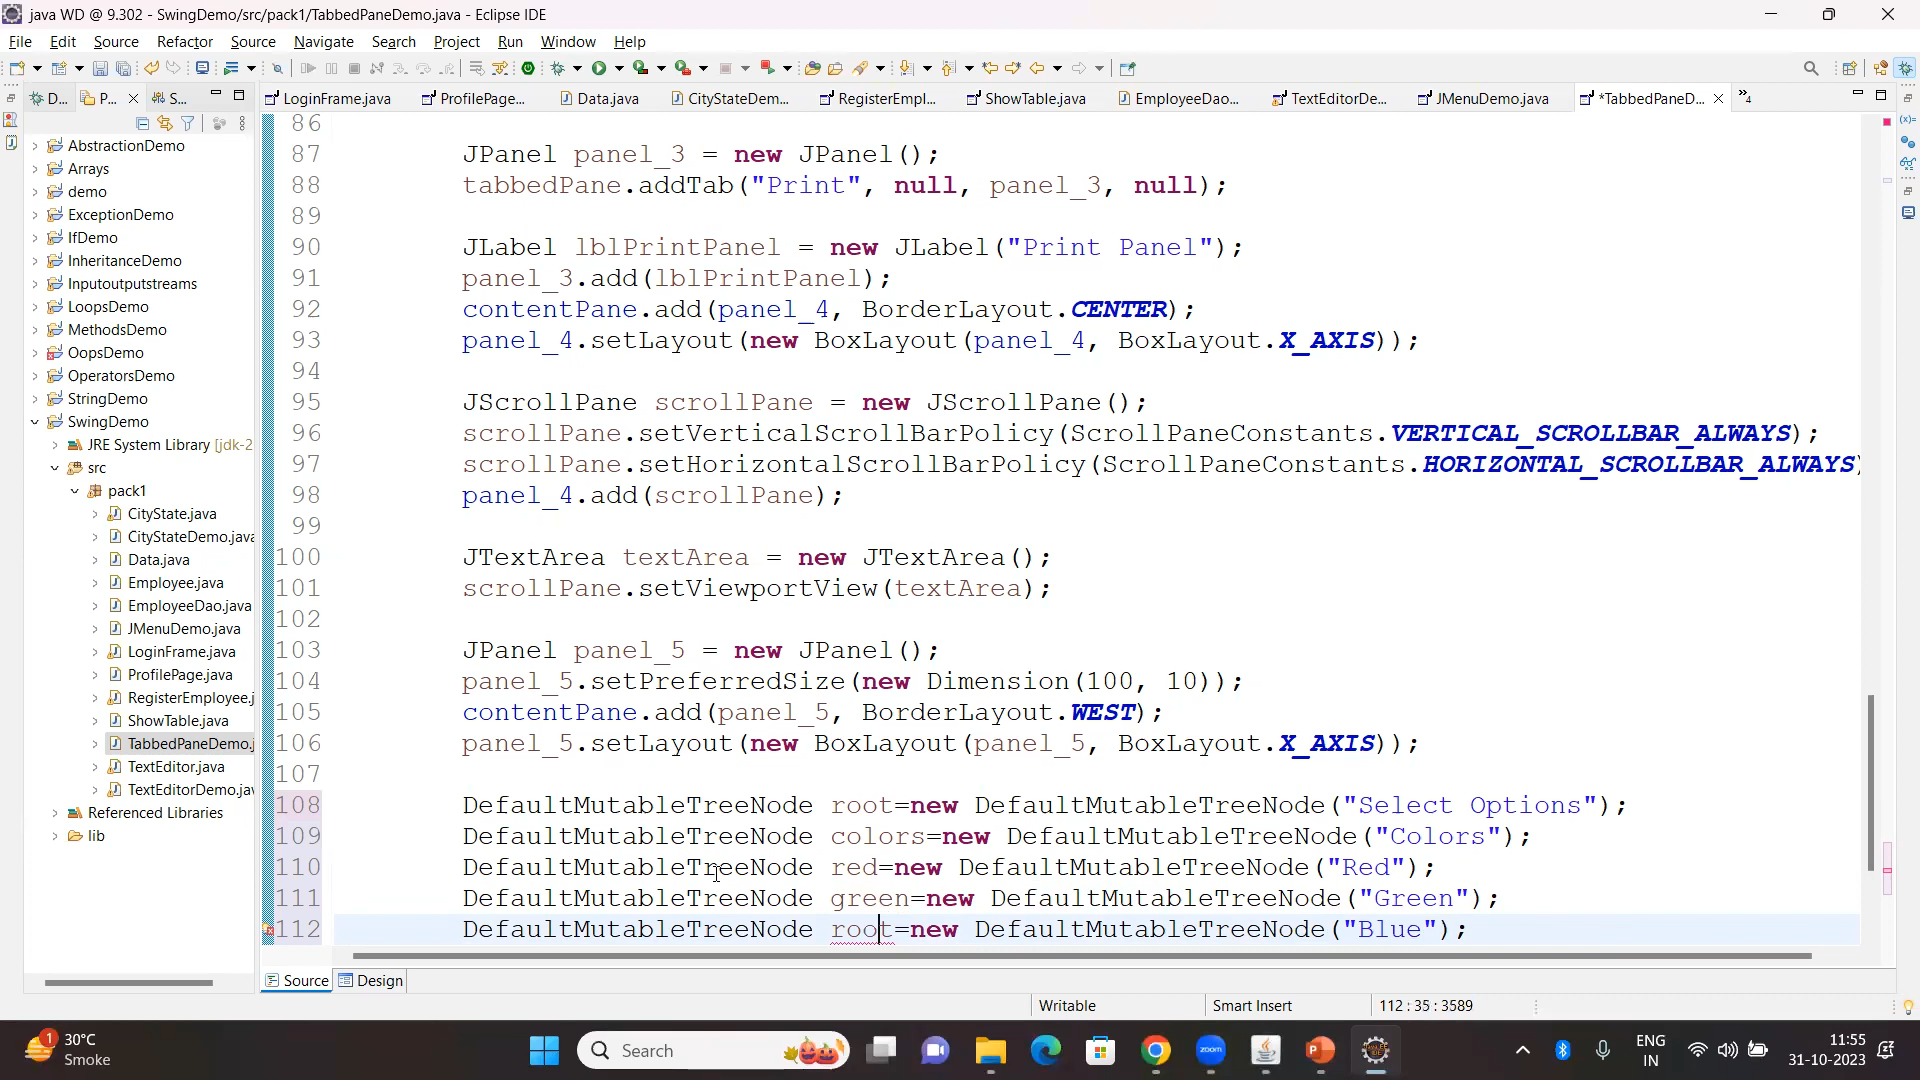 java WD @ 9.302 - SwingDemo/src/pack1/TabbedPaneDemo.java - Eclipse IDE
File Edit Source Refactor Source Navigate Search Project Run Window Help
D... P... S... LoginFrame.java ProfilePage... Data.java CityStateDem... RegisterEmpl... ShowTable.java EmployeeDao... TextEditorDe... JMenuDemo.java *TabbedPaneD... 4
AbstractionDemo
Arrays
demo
ExceptionDemo
IfDemo
InheritanceDemo
Inputoutputstreams
LoopsDemo
MethodsDemo
OopsDemo
OperatorsDemo
StringDemo
SwingDemo
JRE System Library [jdk-2
src
pack1
CityState.java
CityStateDemo.java
Data.java
Employee.java
EmployeeDao.java
JMenuDemo.java
LoginFrame.java
ProfilePage.java
RegisterEmployee.j
ShowTable.java
TabbedPaneDemo.j
TextEditor.java
TextEditorDemo.jav
Referenced Libraries
lib
86
87 JPanel panel_3 = new JPanel();
88 tabbedPane.addTab("Print", null, panel_3, null);
89
90 JLabel lblPrintPanel = new JLabel("Print Panel");
91 panel_3.add(lblPrintPanel);
92 contentPane.add(panel_4, BorderLayout.CENTER);
93 panel_4.setLayout(new BoxLayout(panel_4, BoxLayout.X_AXIS));
94
95 JScrollPane scrollPane = new JScrollPane();
96 scrollPane.setVerticalScrollBarPolicy(ScrollPaneConstants.VERTICAL_SCROLLBAR_ALWAYS);
97 scrollPane.setHorizontalScrollBarPolicy(ScrollPaneConstants.HORIZONTAL_SCROLLBAR_ALWAYS)
98 panel_4.add(scrollPane);
99
100 JTextArea textArea = new JTextArea();
101 scrollPane.setViewportView(textArea);
102
103 JPanel panel_5 = new JPanel();
104 panel_5.setPreferredSize(new Dimension(100, 10));
105 contentPane.add(panel_5, BorderLayout.WEST);
106 panel_5.setLayout(new BoxLayout(panel_5, BoxLayout.X_AXIS));
107
108 DefaultMutableTreeNode root=new DefaultMutableTreeNode("Select Options");
109 DefaultMutableTreeNode colors=new DefaultMutableTreeNode("Colors");
110 DefaultMutableTreeNode red=new DefaultMutableTreeNode("Red");
111 DefaultMutableTreeNode green=new DefaultMutableTreeNode("Green");
112 DefaultMutableTreeNode root=new DefaultMutableTreeNode("Blue");
Source Design
Writable Smart Insert 112 : 35 : 3589
1 30°C
Smoke
Search
zoom
ENG
IN
11:55
31-10-2023